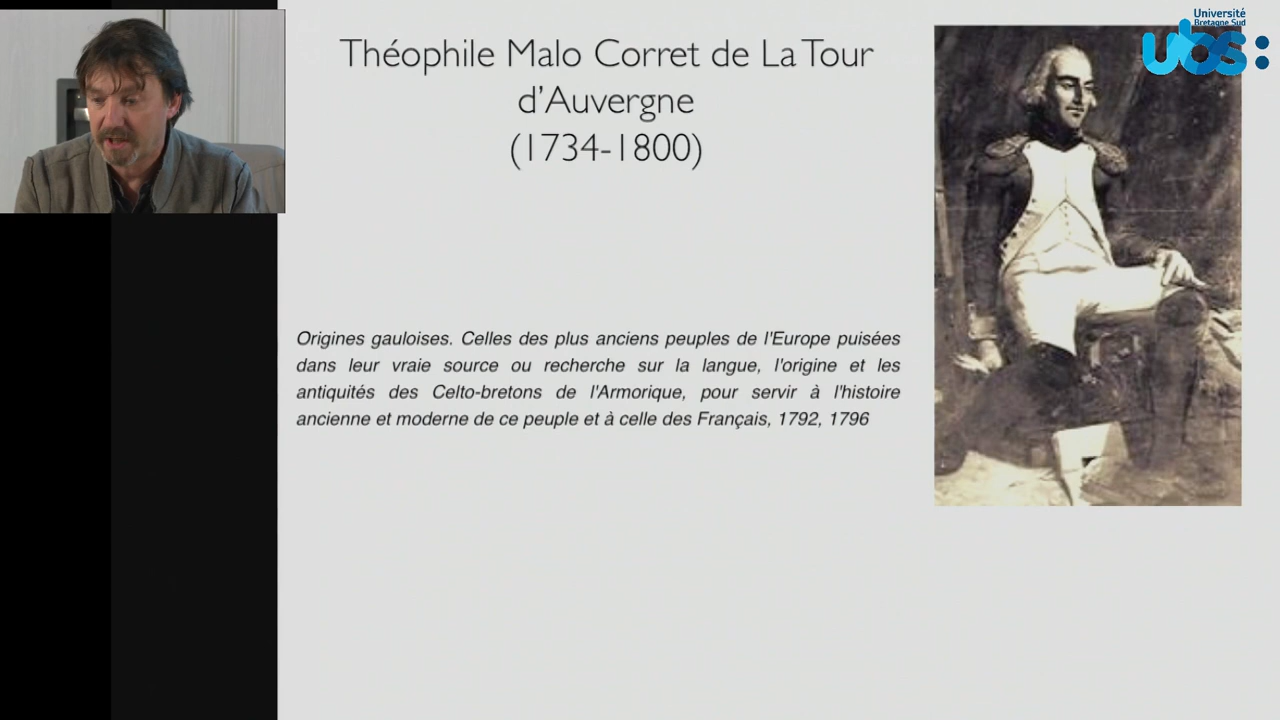 Théophile Malo Corret de La Tour
d'Auvergne
(1734-1800)
Université
Bretagne Sud
ubs:
Origines gauloises. Celles des plus anciens peuples de l'Europe puisées
dans leur vraie source ou recherche sur la langue, l'origine et les
antiquités des Celto-bretons de l'Armorique, pour servir à l'histoire
ancienne et moderne de ce peuple et à celle des Français, 1792, 1796